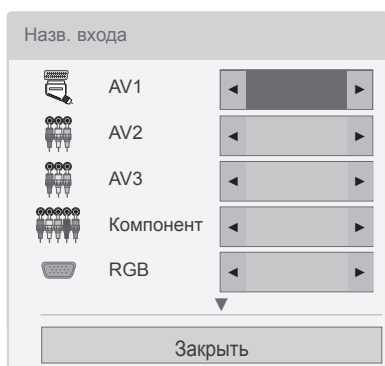 Назв. входа
AV1
AV2
AV3
Компонент
RGB
Закрыть